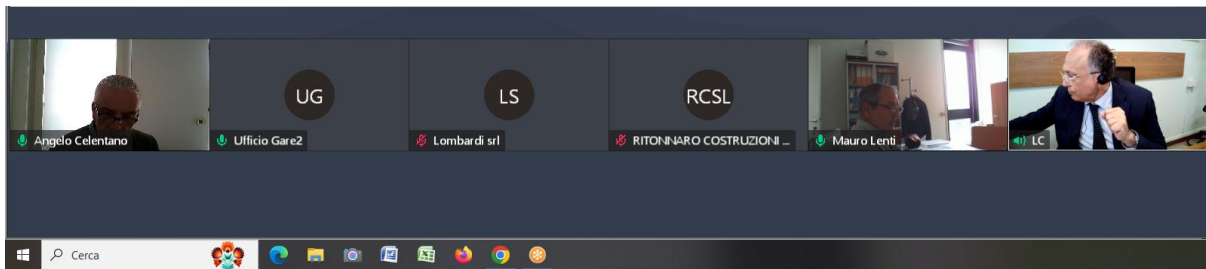 UG
LS
RCSL
Angelo Celentano
Ufficio Gare2
Lombardi srl
RITONNARO COSTRUZIONI ...
Mauro Lenti
LC
Cerca